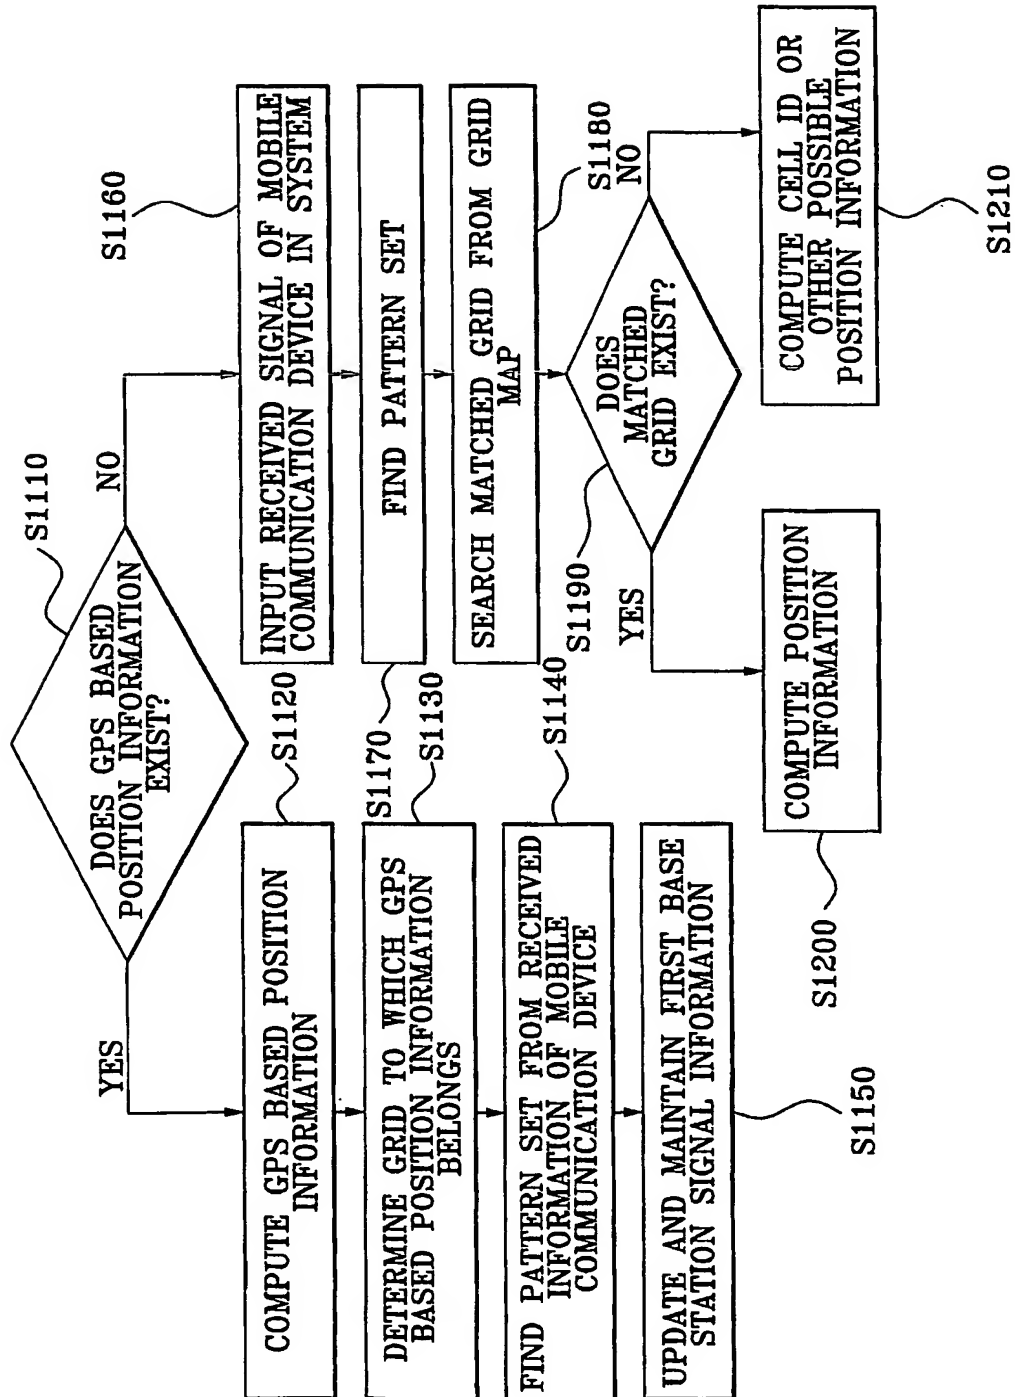 DOES GPS BASED
POSITION INFORMATION
EXIST?
S1110
YES
NO
COMPUTE GPS BASED POSITION
INFORMATION
S1120
DETERMINE GRID TO WHICH GPS
BASED POSITION INFORMATION
BELONGS
S1130
FIND PATTERN SET FROM RECEIVED
INFORMATION OF MOBILE
COMMUNICATION DEVICE
S1140
UPDATE AND MAINTAIN FIRST BASE
STATION SIGNAL INFORMATION
S1150
S1160
INPUT RECEIVED SIGNAL OF MOBILE
COMMUNICATION DEVICE IN SYSTEM
S1170
FIND PATTERN SET
SEARCH MATCHED GRID FROM GRID
MAP
S1180
S1190
DOES
MATCHED
GRID EXIST?
YES
NO
COMPUTE POSITION
INFORMATION
S1200
COMPUTE CELL ID OR
OTHER POSSIBLE
POSITION INFORMATION
S1210